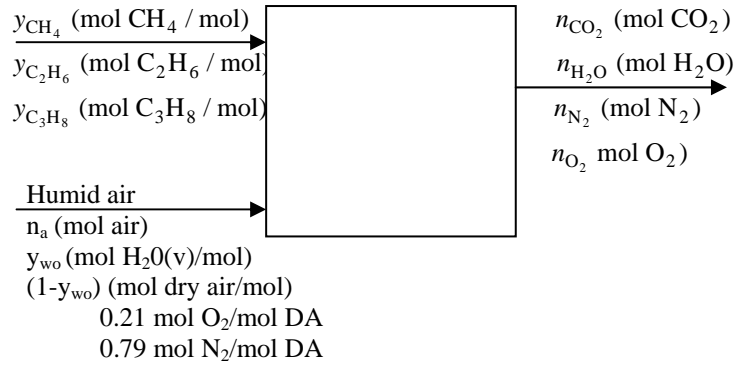 y_CH₄ (mol CH₄ / mol)
y_C₂H₆ (mol C₂H₆ / mol)
y_C₃H₈ (mol C₃H₈ / mol)
Humid air
nₐ (mol air)
y_wo (mol H₂0(v)/mol)
(1-y_wo) (mol dry air/mol)
0.21 mol O₂/mol DA
0.79 mol N₂/mol DA
n_CO₂ (mol CO₂)
n_H₂O (mol H₂O)
n_N₂ (mol N₂)
n_O₂ mol O₂)